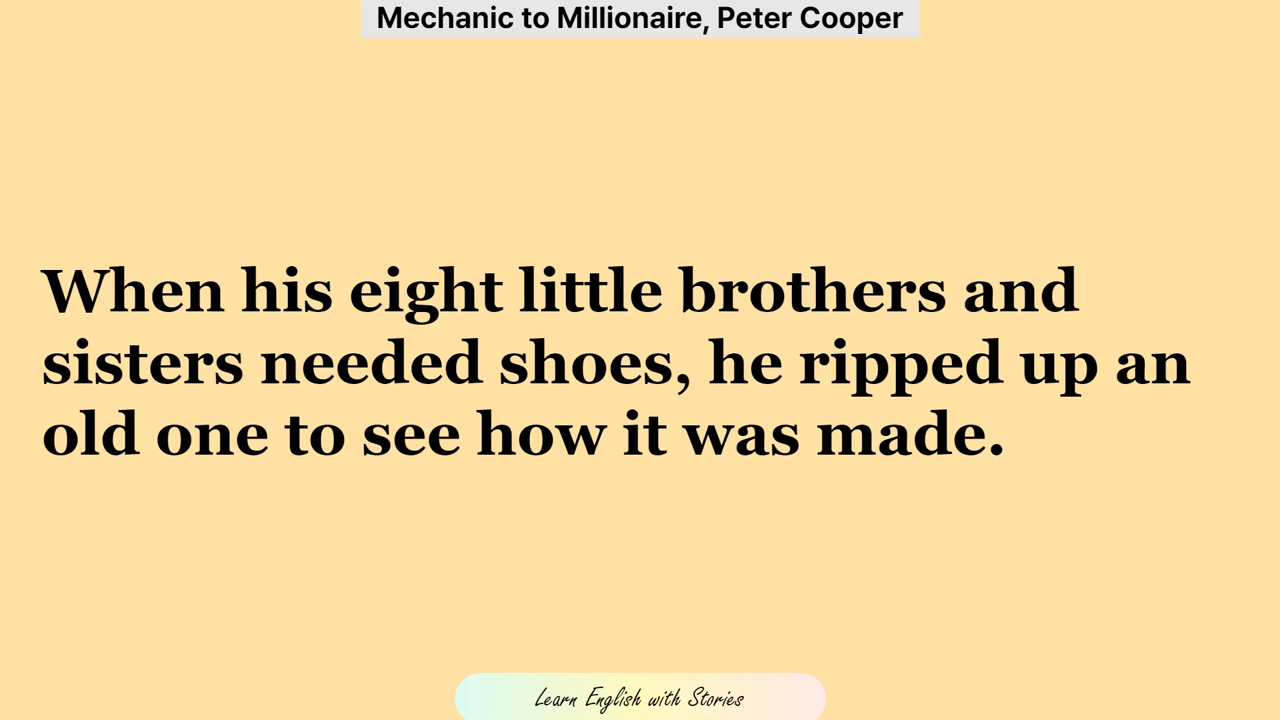 Mechanic to Millionaire, Peter Cooper
When his eight little brothers and
sisters needed shoes, he ripped up an
old one to see how it was made.
Learn English with Stories